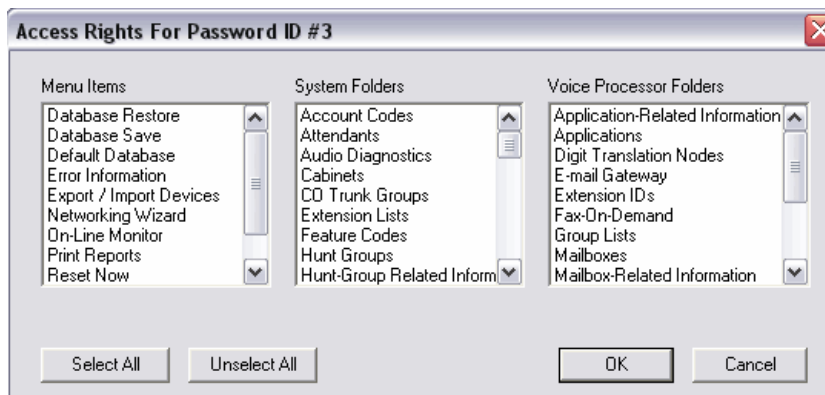 Access Rights For Password ID #3
Menu Items
Database Restore
Database Save
Default Database
Error Information
Export / Import Devices
Networking Wizard
On-Line Monitor
Print Reports
Reset Now
System Folders
Account Codes
Attendants
Audio Diagnostics
Cabinets
CO Trunk Groups
Extension Lists
Feature Codes
Hunt Groups
Hunt-Group Related Inform
Voice Processor Folders
Application-Related Information
Applications
Digit Translation Nodes
E-mail Gateway
Extension IDs
Fax-On-Demand
Group Lists
Mailboxes
Mailbox-Related Information
Select All
Unselect All
OK
Cancel